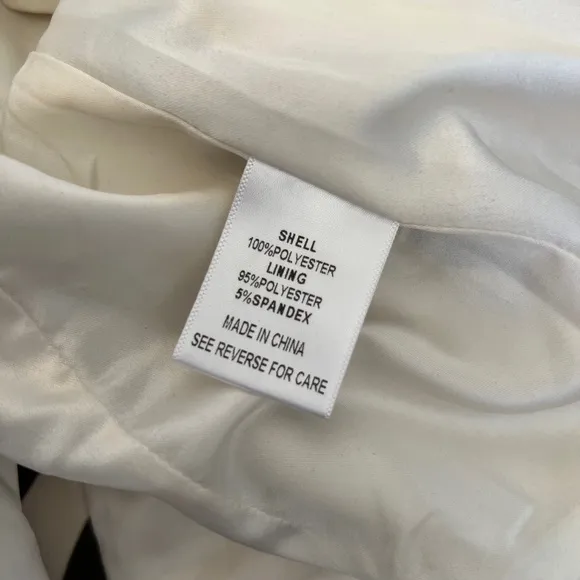 SHELL
100%POLYESTER
LINING
95%POLYESTER
5%SPANDEX
MADE IN CHINA
SEE REVERSE FOR CARE